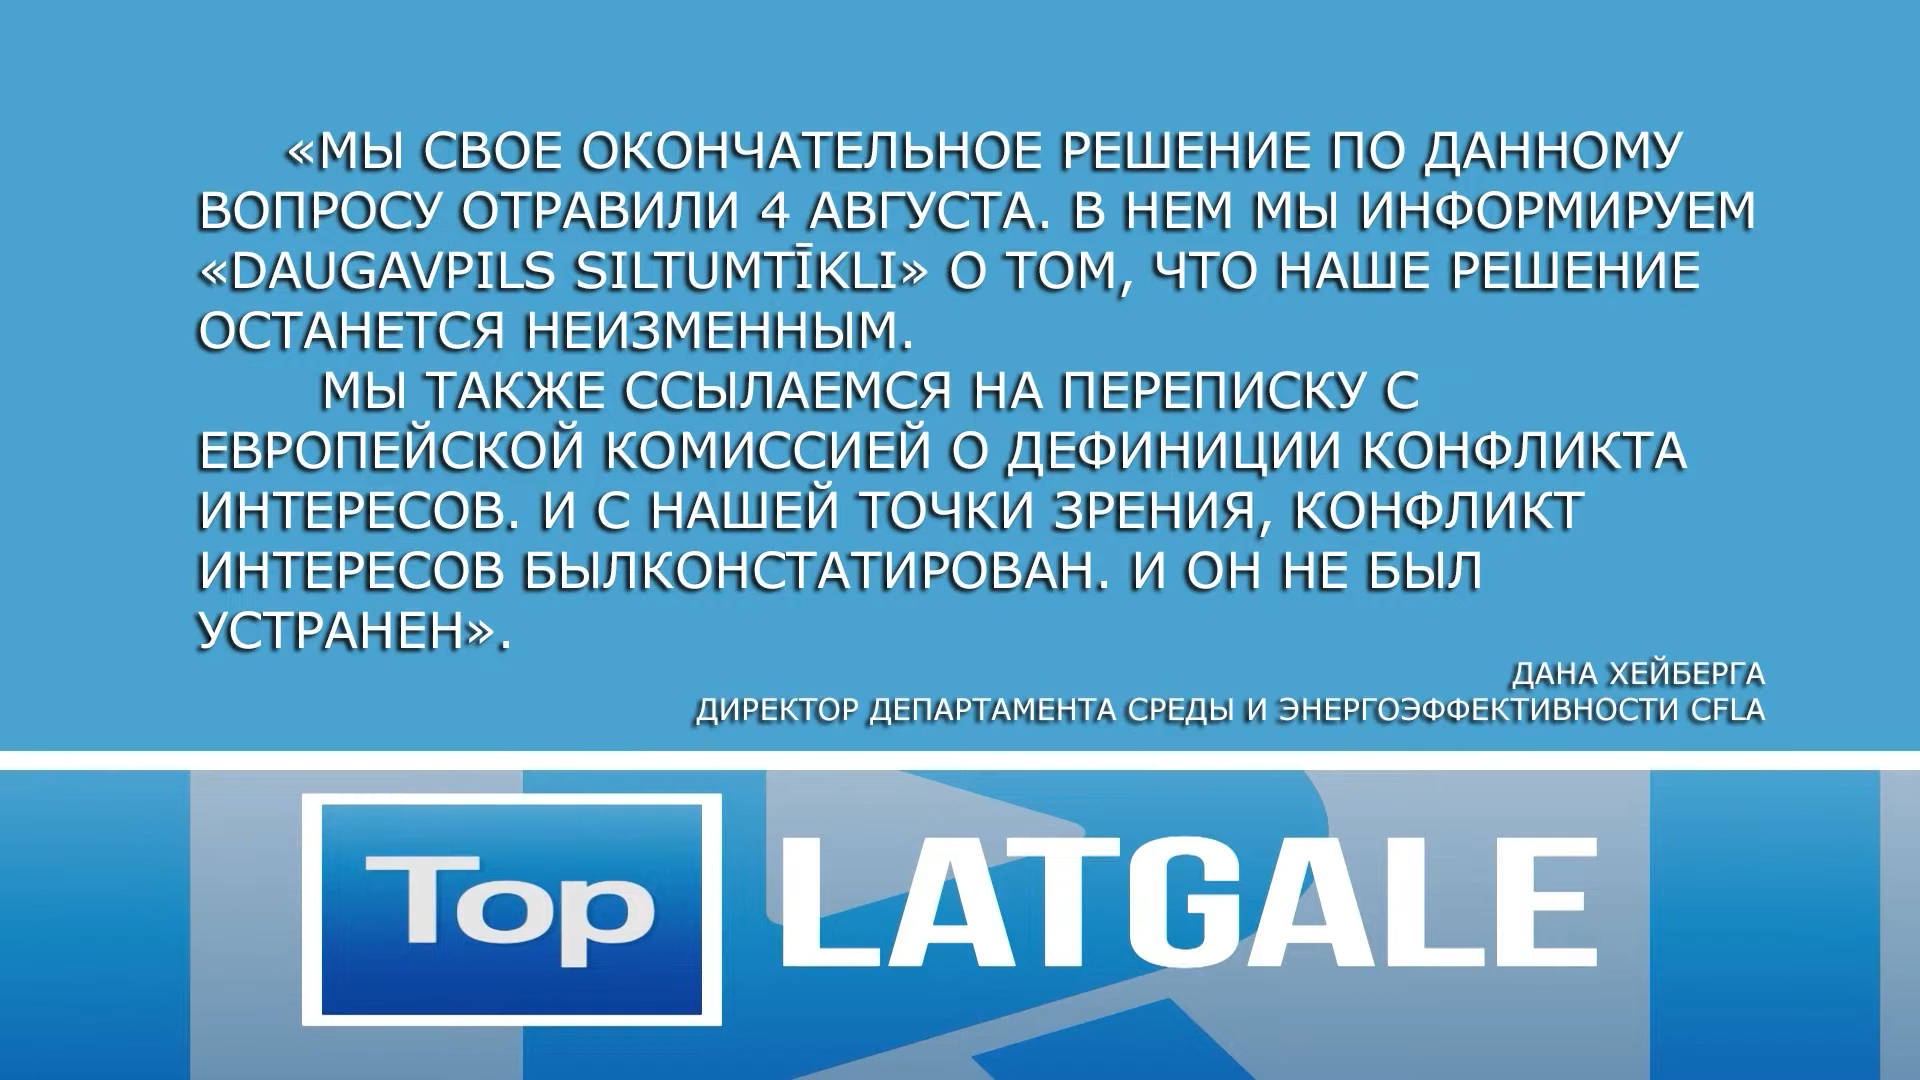 «МЫ СВОЕ ОКОНЧАТЕЛЬНОЕ РЕШЕНИЕ ПО ДАННОМУ
ВОПРОСУ ОТРАВИЛИ 4 АВГУСТА. В НЕМ МЫ ИНФОРМИРУЕМ
«DAUGAVPILS SILTUMTĪKLI» О ТОМ, ЧТО НАШЕ РЕШЕНИЕ
ОСТАНЕТСЯ НЕИЗМЕННЫМ.
МЫ ТАКЖЕ ССЫЛАЕМСЯ НА ПЕРЕПИСКУ С
ЕВРОПЕЙСКОЙ КОМИССИЕЙ О ДЕФИНИЦИИ КОНФЛИКТА
ИНТЕРЕСОВ. И С НАШЕЙ ТОЧКИ ЗРЕНИЯ, КОНФЛИКТ
ИНТЕРЕСОВ БЫЛКОНСТАТИРОВАН. И ОН НЕ БЫЛ
УСТРАНЕН».
ДАНА ХЕЙБЕРГА
ДИРЕКТОР ДЕПАРТАМЕНТА СРЕДЫ И ЭНЕРГОЭФФЕКТИВНОСТИ CFLA
Top LATGALE